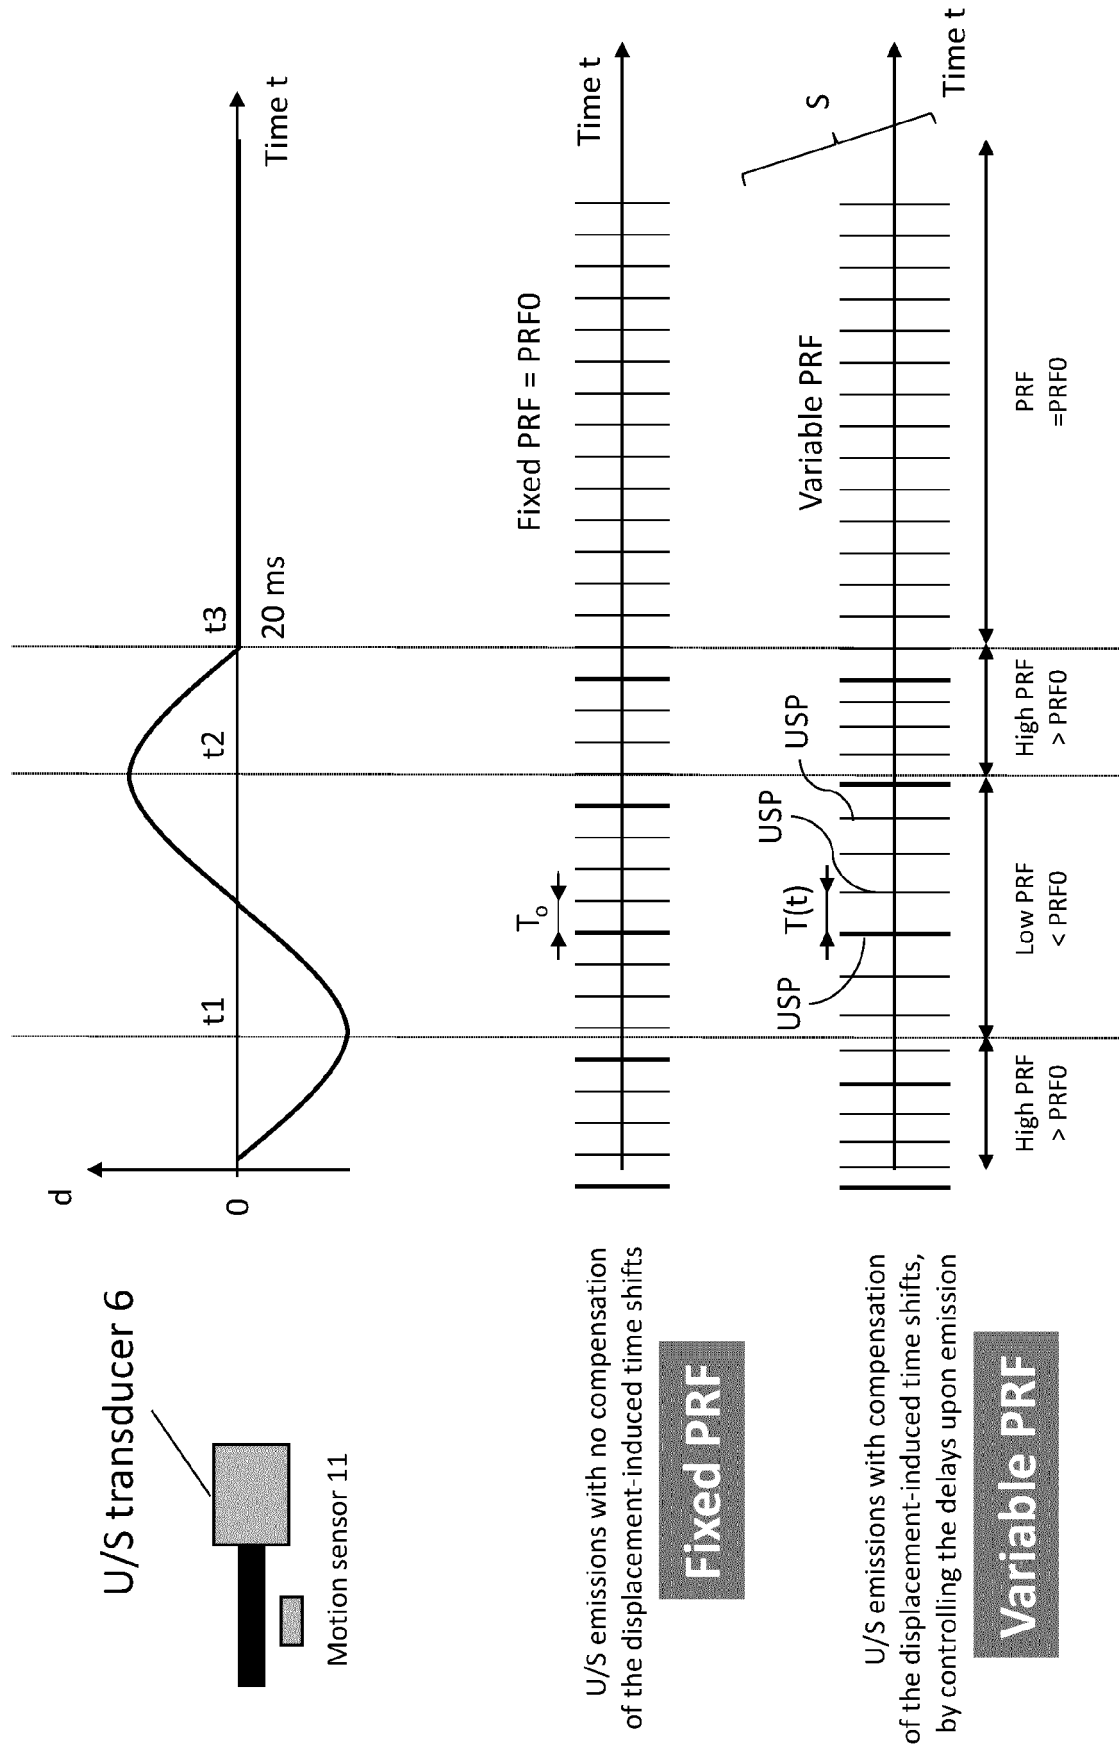 U/S transducer 6
Motion sensor 11
d
0
t1
t2
t3
20 ms
Time t
U/S emissions with no compensation
of the displacement-induced time shifts
Fixed PRF
Fixed PRF = PRF0
To
Time t
U/S emissions with compensation
of the displacement-induced time shifts,
by controlling the delays upon emission
Variable PRF
Variable PRF
USP
T(t)
USP
USP
S
Time t
High PRF
> PRF0
Low PRF
< PRF0
High PRF
> PRF0
PRF
=PRF0